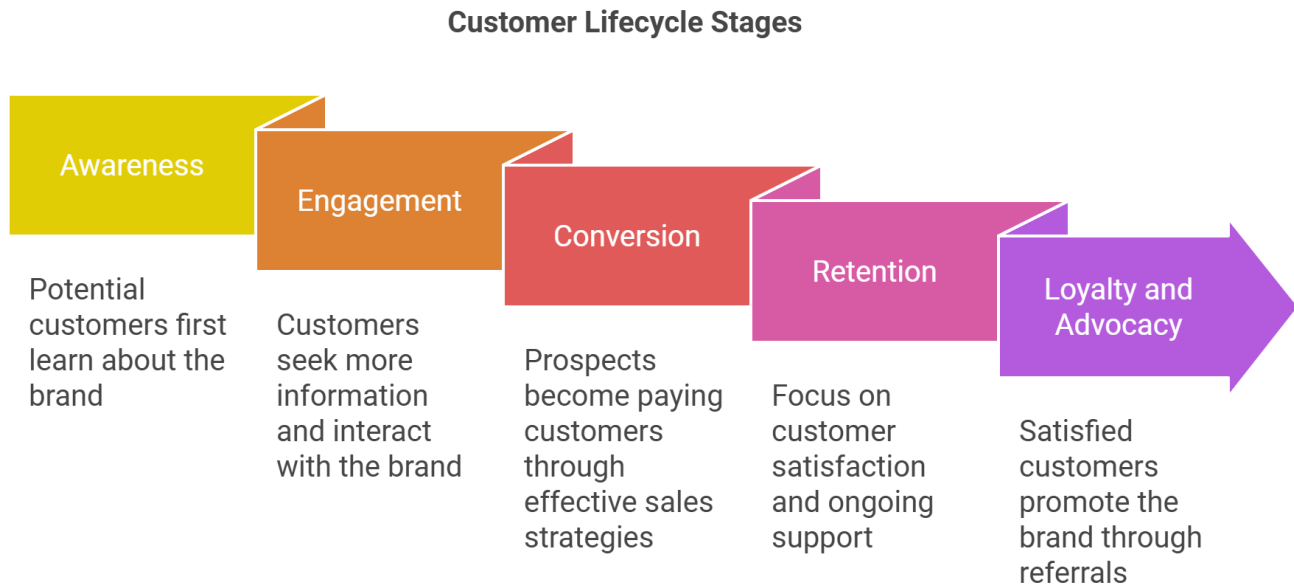 Customer Lifecycle Stages
Awareness
Potential
customers first
learn about the
brand
Engagement
Customers
seek more
information
and interact
with the brand
Conversion
Prospects
become paying
customers
through
effective sales
strategies
Retention
Focus on
customer
satisfaction
and ongoing
support
Loyalty and
Advocacy
Satisfied
customers
promote the
brand through
referrals